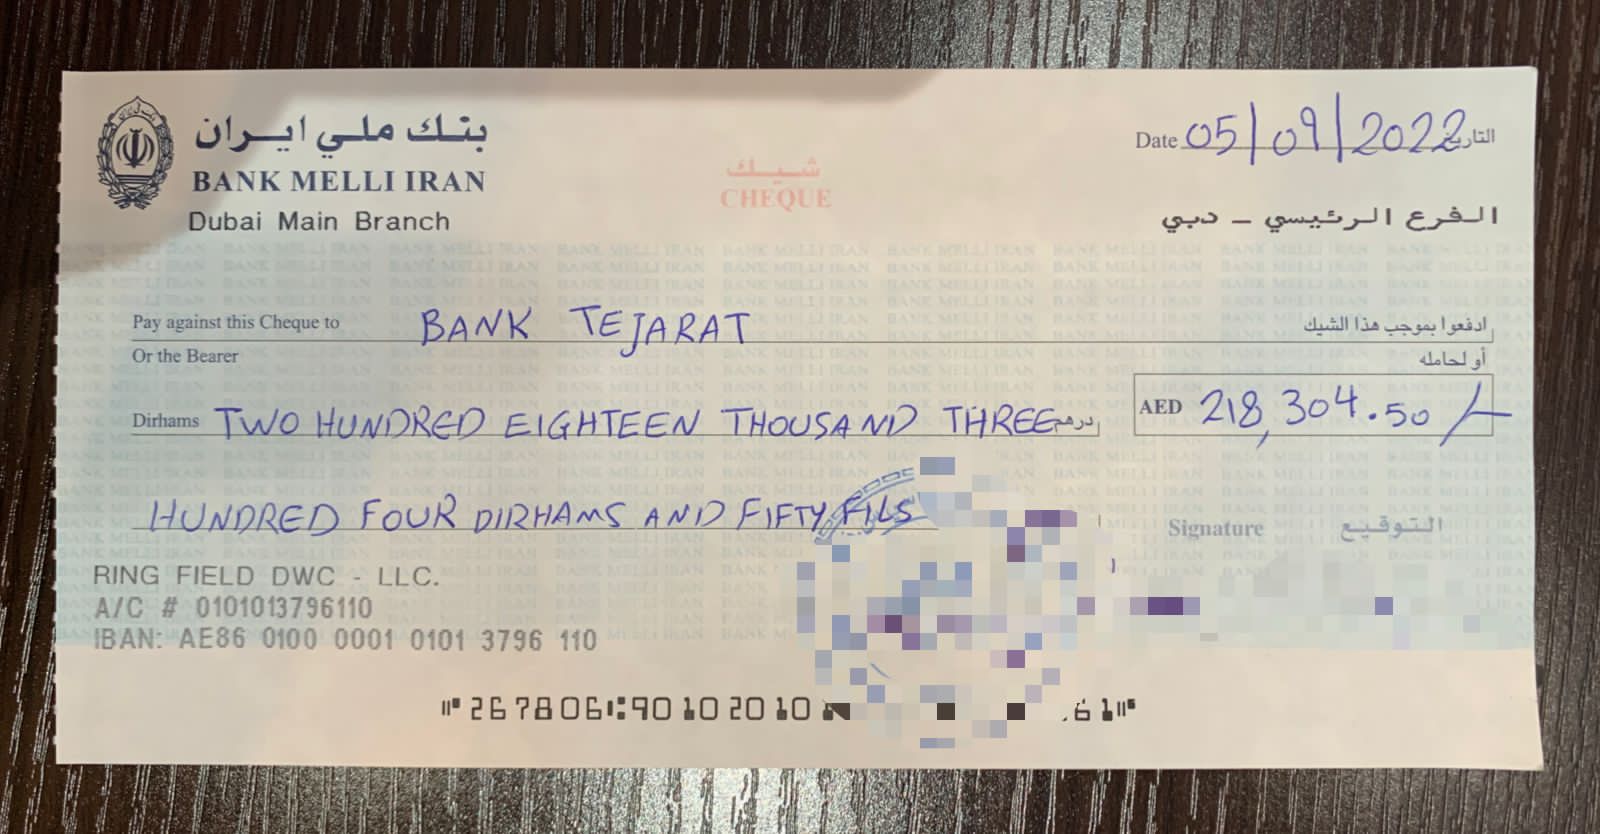 بنك ملي ايران
BANK MELLI IRAN
Dubai Main Branch
شيك
CHEQUE
Date 05/09/2022 التاريخ
الفرع الرئيسي - دبي
Pay against this Cheque to BANK TEJARAT ادفعوا بموجب هذا الشيك
Or the Bearer أو لحامله
Dirhams TWO HUNDRED EIGHTEEN THOUSAND THREE درهم
AED 218,304.50/-
HUNDRED FOUR DIRHAMS AND FIFTY FILS
Signature التوقيع
RING FIELD DWC - LLC.
A/C # 0101013796110
IBAN: AE86 0100 0001 0101 3796 110
⑈267806⑆90102010 61⑈